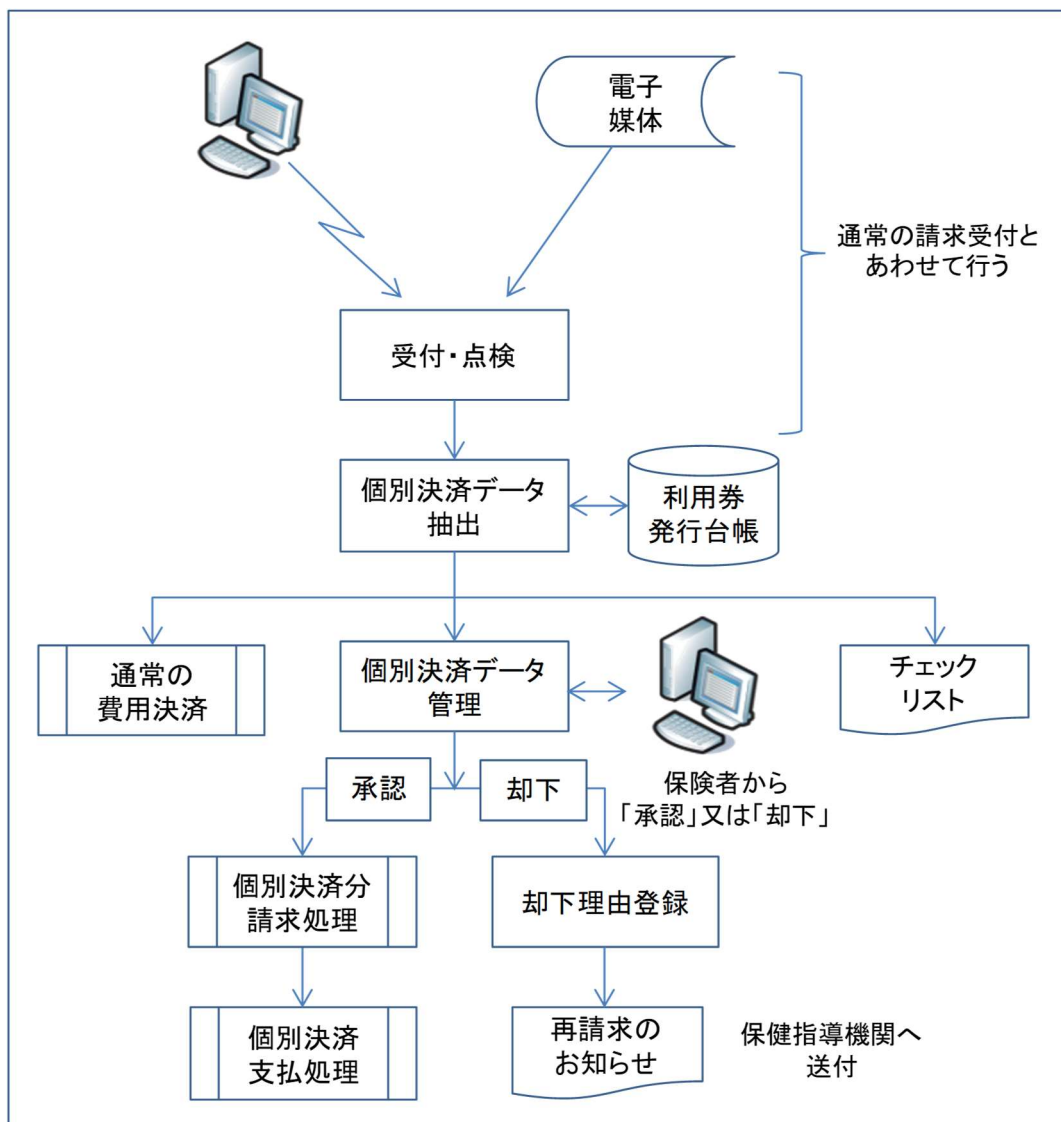 電子
媒体
通常の請求受付と
あわせて行う
受付・点検
個別決済データ
抽出
利用券
発行台帳
通常の
費用決済
個別決済データ
管理
チェック
リスト
承認
却下
保険者から
「承認」又は「却下」
個別決済分
請求処理
却下理由登録
個別決済
支払処理
再請求の
お知らせ
保健指導機関へ
送付